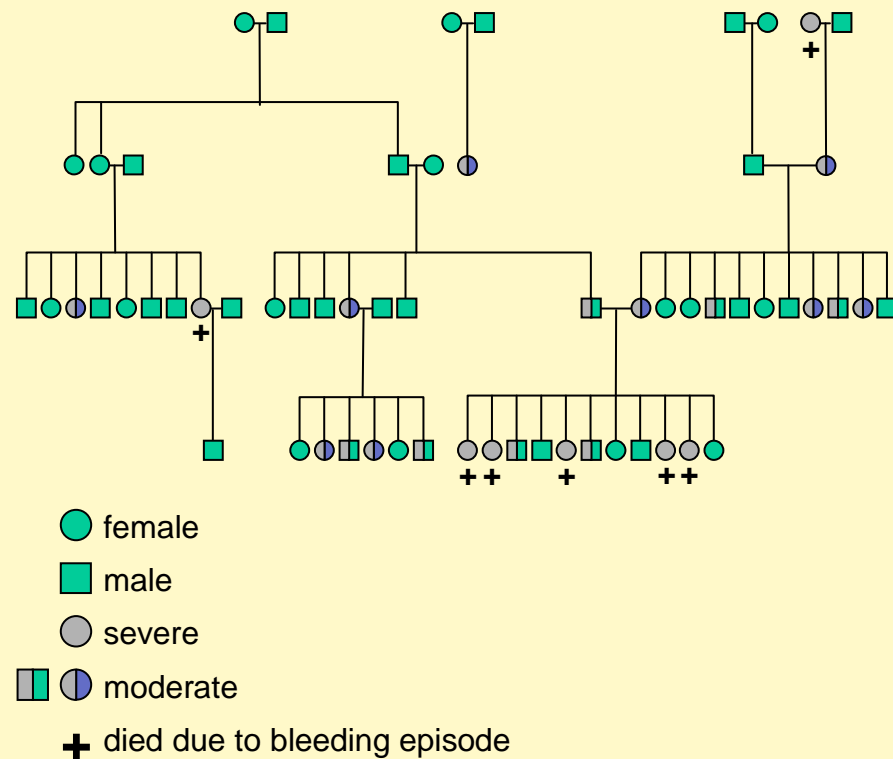 female
male
severe
moderate
died due to bleeding episode